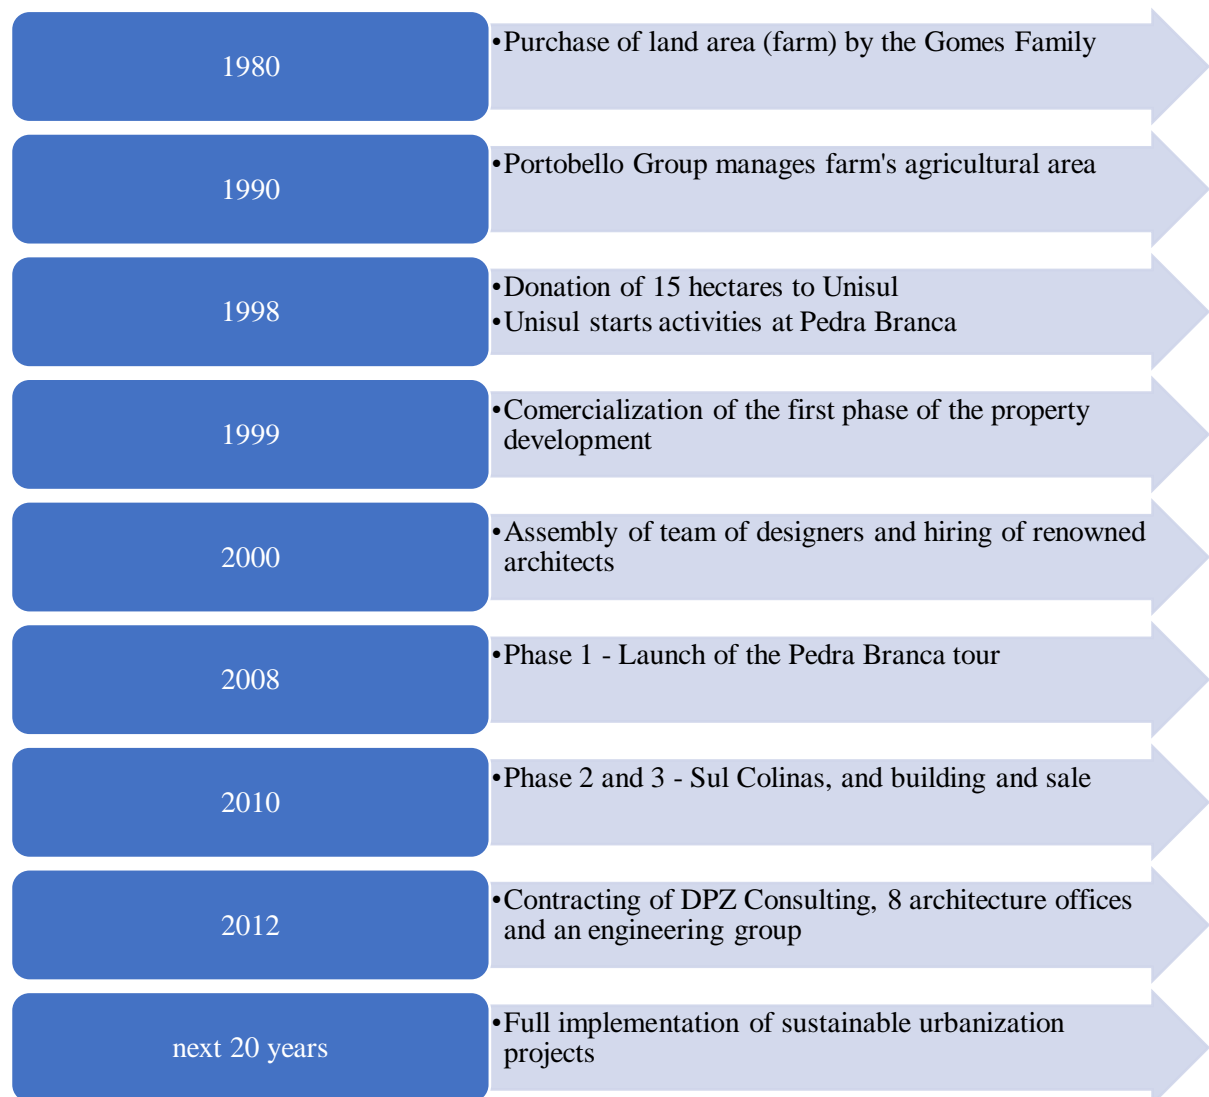 1980
•Purchase of land area (farm) by the Gomes Family
1990
•Portobello Group manages farm's agricultural area
1998
•Donation of 15 hectares to Unisul
•Unisul starts activities at Pedra Branca
1999
•Comercialization of the first phase of the property
development
2000
•Assembly of team of designers and hiring of renowned
architects
2008
•Phase 1 - Launch of the Pedra Branca tour
2010
•Phase 2 and 3 - Sul Colinas, and building and sale
2012
•Contracting of DPZ Consulting, 8 architecture offices
and an engineering group
next 20 years
•Full implementation of sustainable urbanization
projects